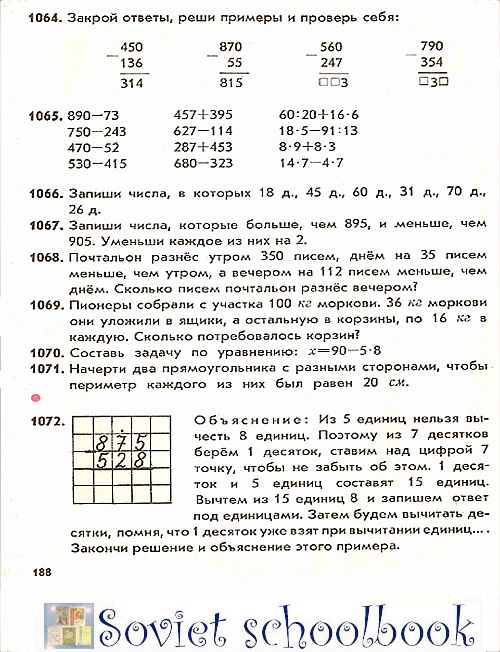 1064. Закрой ответы, реши примеры и проверь себя:
450 870 560 790
— — — —
136 55 247 354
314 815 □□3 □3□
1065. 890—73 457+395 60:20+16·6
750—243 627—114 18·5—91:13
470—52 287+453 8·9+8·3
530—415 680—323 14·7—4·7
1066. Запиши числа, в которых 18 д., 45 д., 60 д., 31 д., 70 д.,
26 д.
1067. Запиши числа, которые больше, чем 895, и меньше, чем
905. Уменьши каждое из них на 2.
1068. Почтальон разнёс утром 350 писем, днём на 35 писем
меньше, чем утром, а вечером на 112 писем меньше, чем
днём. Сколько писем почтальон разнёс вечером?
1069. Пионеры собрали с участка 100 кг моркови. 36 кг моркови
они уложили в ящики, а остальную в корзины, по 16 кг в
каждую. Сколько потребовалось корзин?
1070. Составь задачу по уравнению: x=90—5·8
1071. Начерти два прямоугольника с разными сторонами, чтобы
периметр каждого из них был равен 20 см.
1072.
875
—
528
Объяснение: Из 5 единиц нельзя вы-
честь 8 единиц. Поэтому из 7 десятков
берём 1 десяток, ставим над цифрой 7
точку, чтобы не забыть об этом. 1 деся-
ток и 5 единиц составят 15 единиц.
Вычтем из 15 единиц 8 и запишем ответ
под единицами. Затем будем вычитать де-
сятки, помня, что 1 десяток уже взят при вычитании единиц... .
Закончи решение и объяснение этого примера.
188
Soviet schoolbook